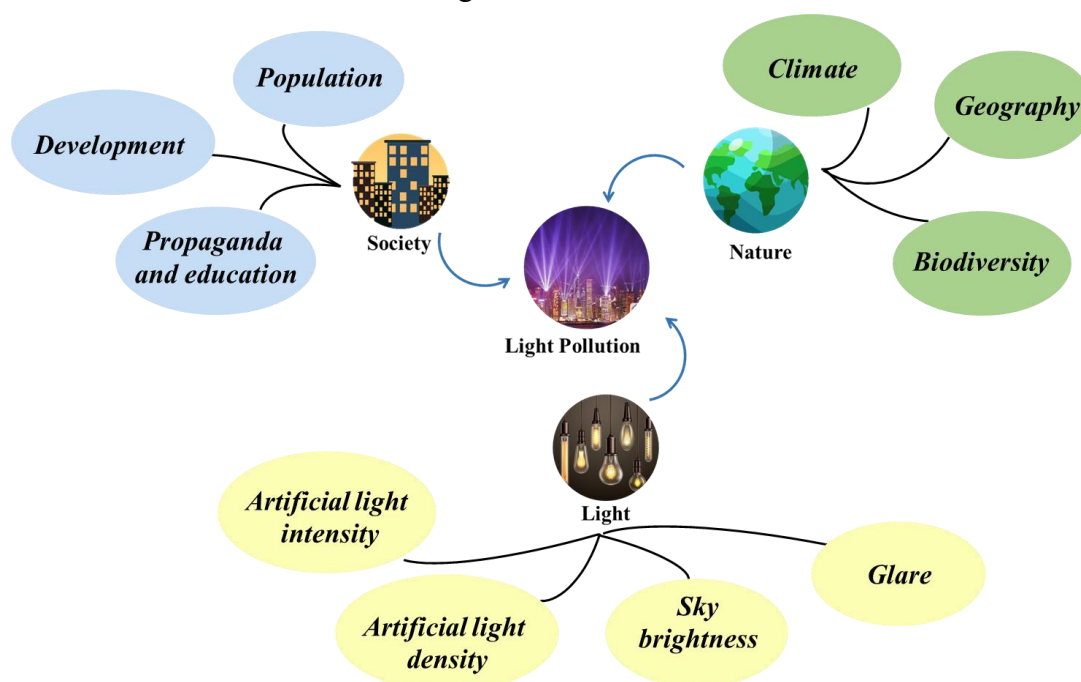 Population
Development
Propaganda
and education
Society
Climate
Geography
Biodiversity
Nature
Light Pollution
Light
Artificial light
intensity
Artificial light
density
Sky
brightness
Glare